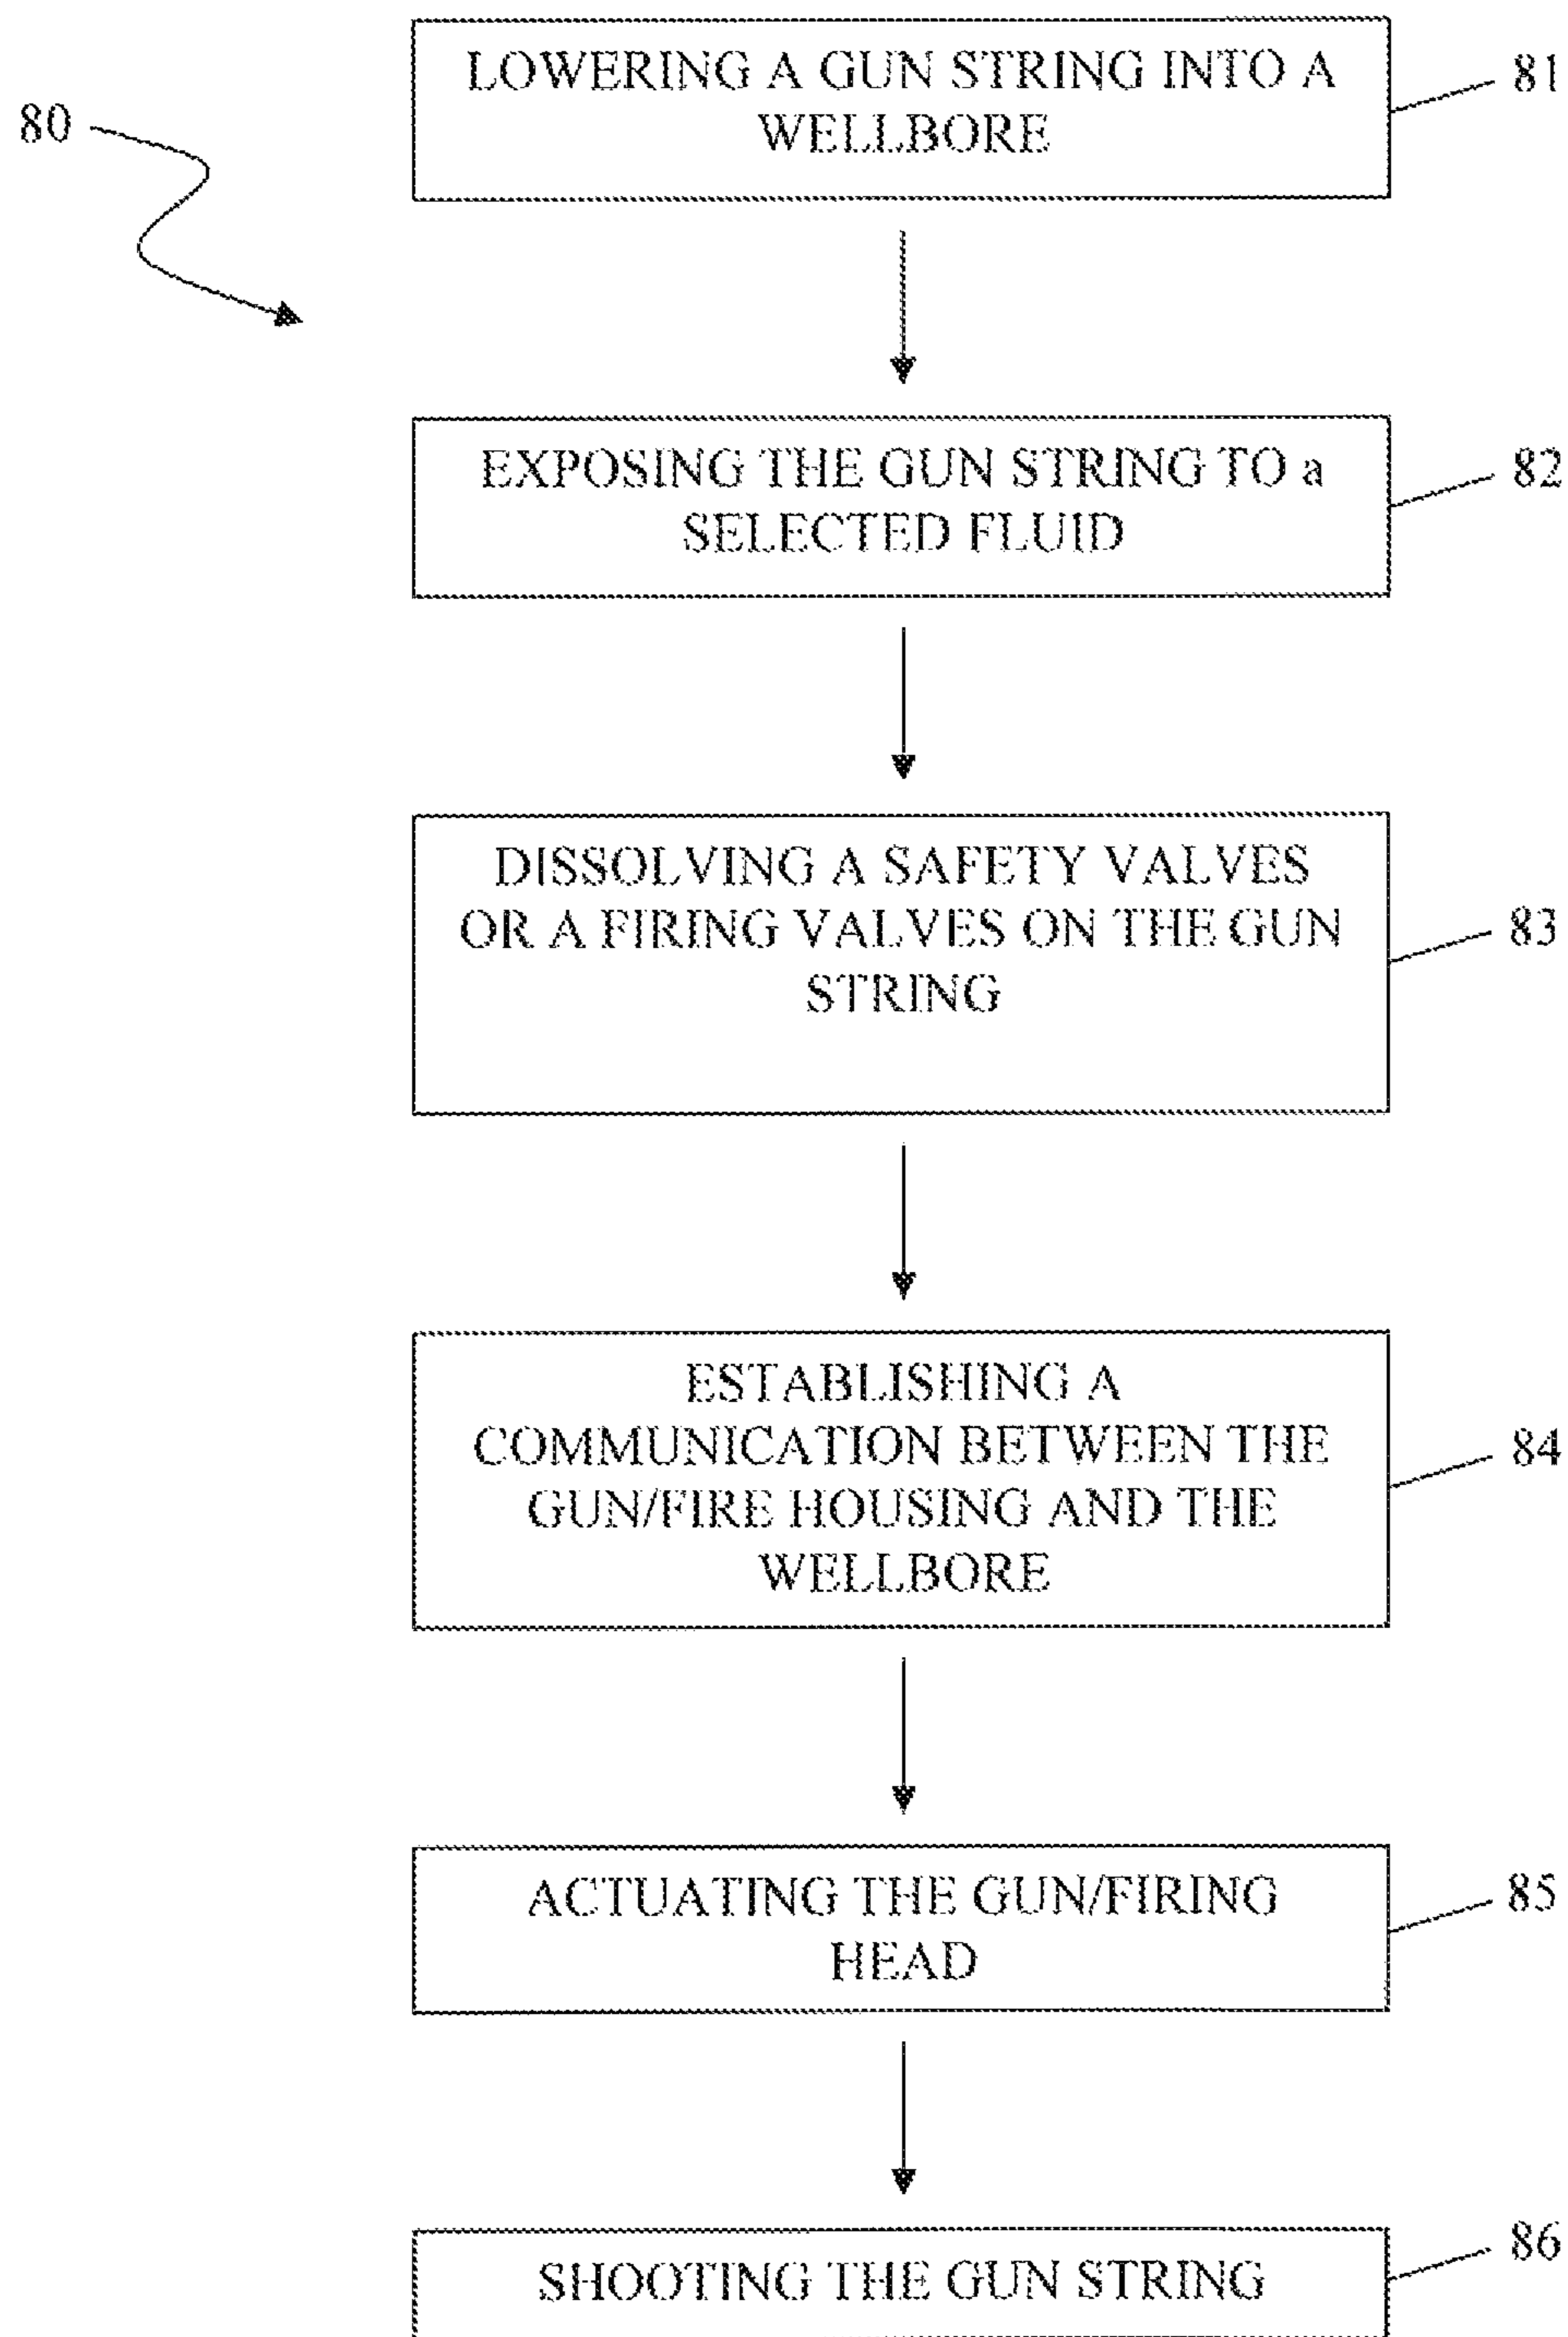 80
LOWERING A GUN STRING INTO A
WELLBORE
81
EXPOSING THE GUN STRING TO a
SELECTED FLUID
82
DISSOLVING A SAFETY VALVES
OR A FIRING VALVES ON THE GUN
STRING
83
ESTABLISHING A
COMMUNICATION BETWEEN THE
GUN/FIRE HOUSING AND THE
WELLBORE
84
ACTUATING THE GUN/FIRING
HEAD
85
SHOOTING THE GUN STRING
86